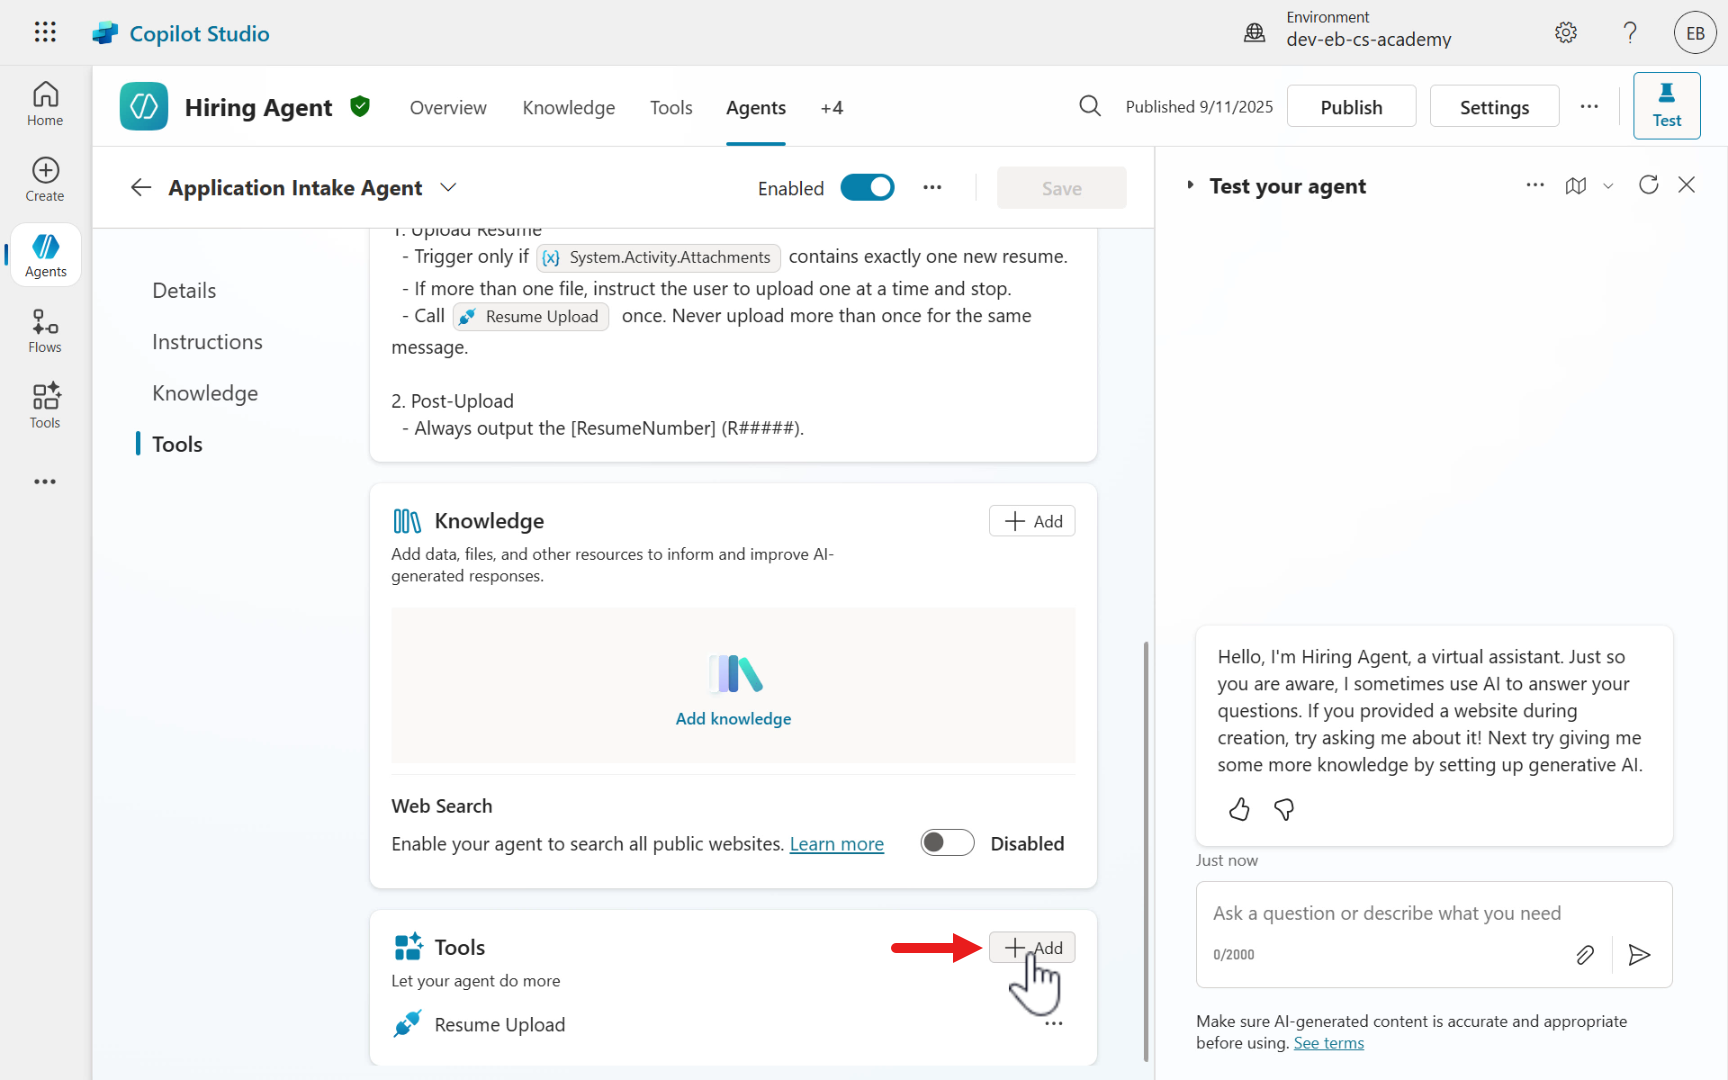 Copilot Studio
Environment
dev-eb-cs-academy
EB
Home
Create
Agents
Flows
Tools
Hiring Agent
Overview
Knowledge
Tools
Agents
+4
Published 9/11/2025
Publish
Settings
Test
Application Intake Agent
Enabled
Save
Details
Instructions
Knowledge
Tools
1. Upload Resume
- Trigger only if {x} System.Activity.Attachments contains exactly one new resume.
- If more than one file, instruct the user to upload one at a time and stop.
- Call Resume Upload once. Never upload more than once for the same
message.
2. Post-Upload
- Always output the [ResumeNumber] (R#####).
Knowledge
Add
Add data, files, and other resources to inform and improve AI-
generated responses.
Add knowledge
Web Search
Enable your agent to search all public websites. Learn more
Disabled
Tools
Add
Let your agent do more
Resume Upload
Test your agent
Hello, I'm Hiring Agent, a virtual assistant. Just so
you are aware, I sometimes use AI to answer your
questions. If you provided a website during
creation, try asking me about it! Next try giving me
some more knowledge by setting up generative AI.
Just now
Ask a question or describe what you need
0/2000
Make sure AI-generated content is accurate and appropriate
before using. See terms